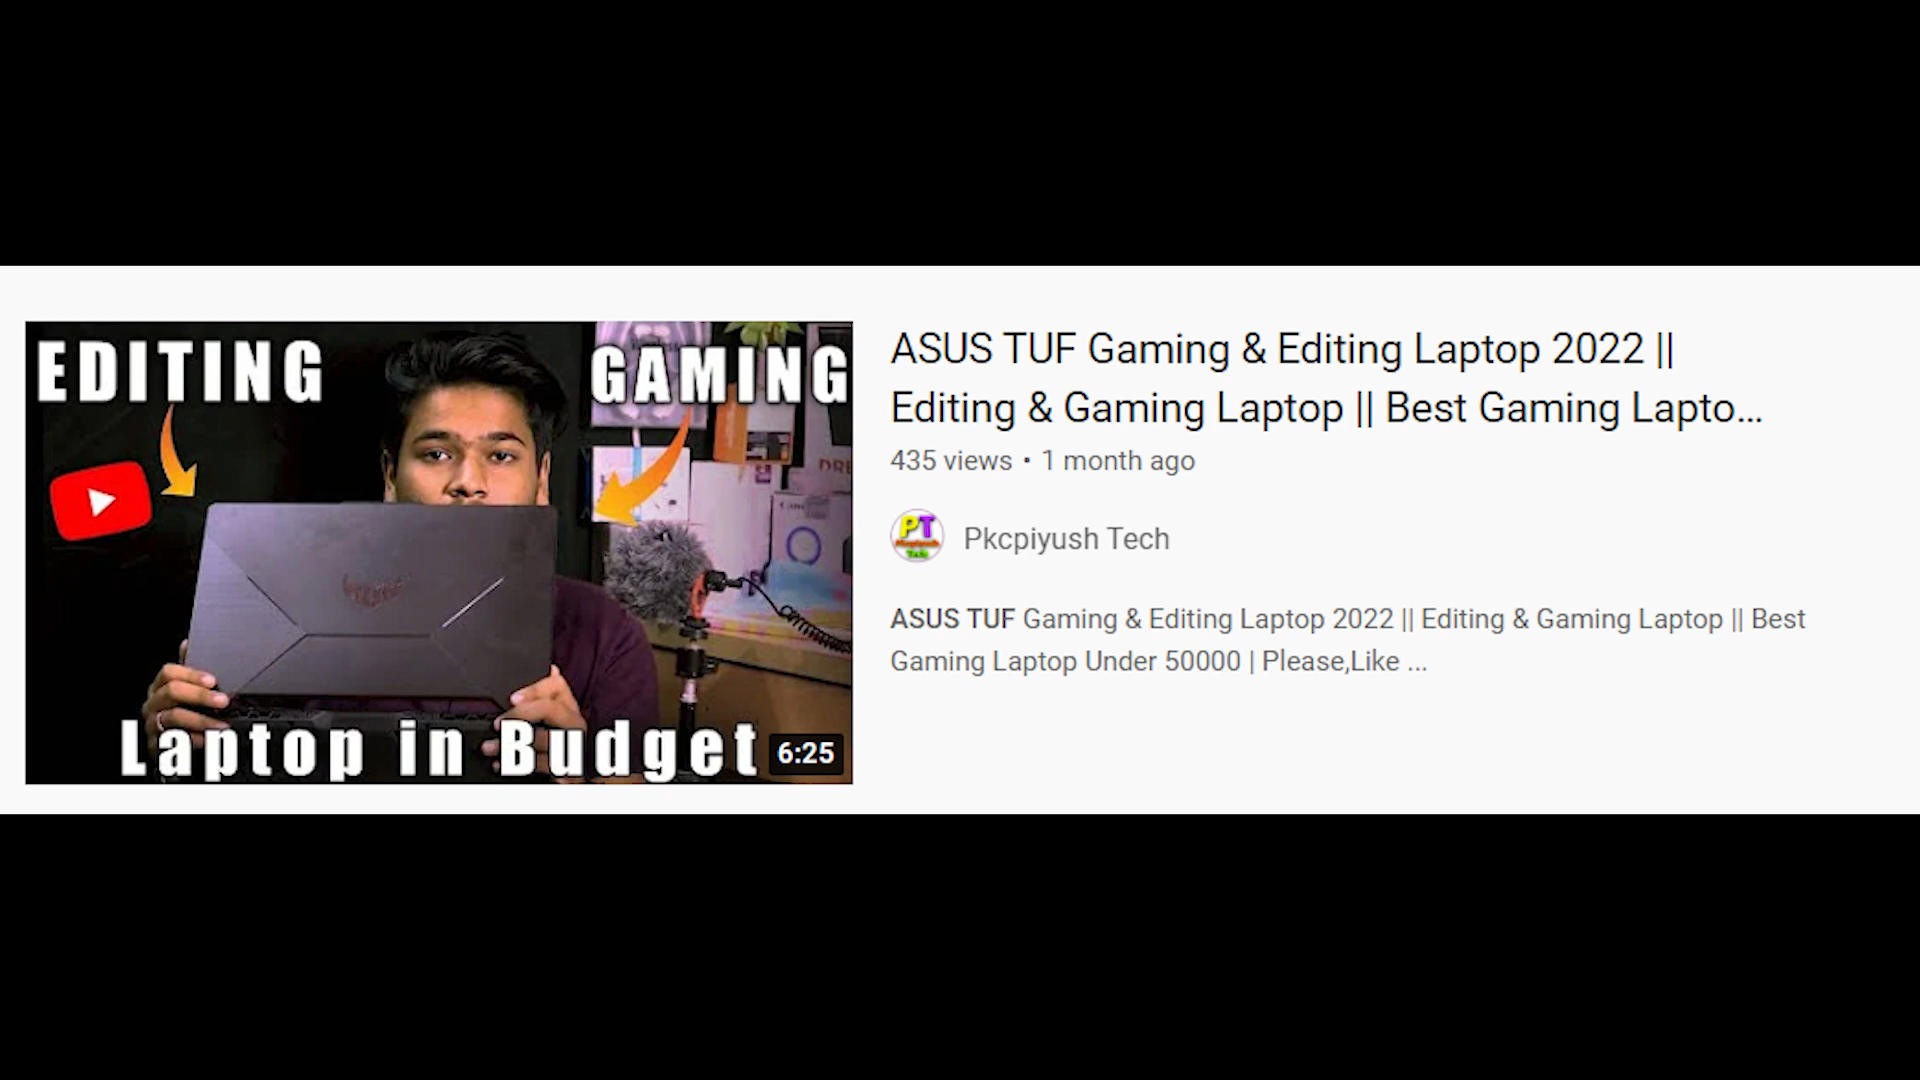 EDITING
GAMING
Laptop in Budget
6:25
ASUS TUF Gaming & Editing Laptop 2022 ||
Editing & Gaming Laptop || Best Gaming Lapto...
435 views • 1 month ago
PT
Pkcpiyush Tech
ASUS TUF Gaming & Editing Laptop 2022 || Editing & Gaming Laptop || Best
Gaming Laptop Under 50000 | Please,Like ...